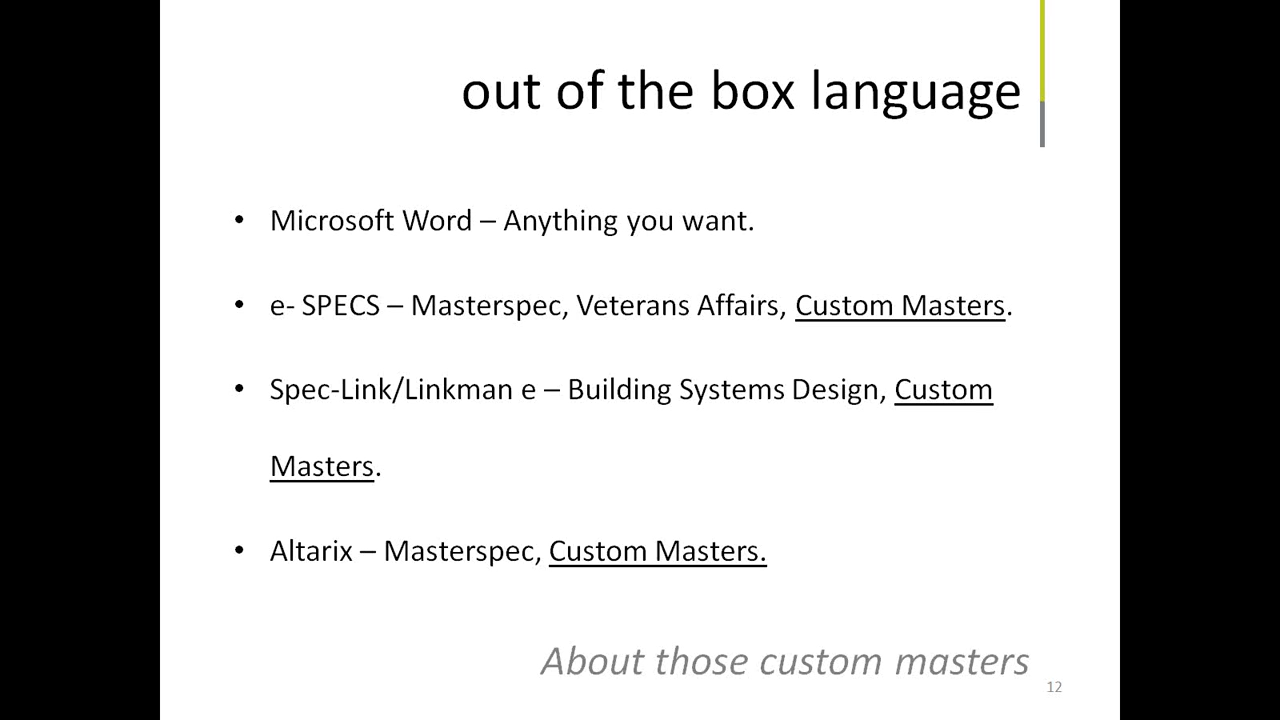 out of the box language
• Microsoft Word – Anything you want.
• e- SPECS – Masterspec, Veterans Affairs, Custom Masters.
• Spec-Link/Linkman e – Building Systems Design, Custom
Masters.
• Altarix – Masterspec, Custom Masters.
About those custom masters
12